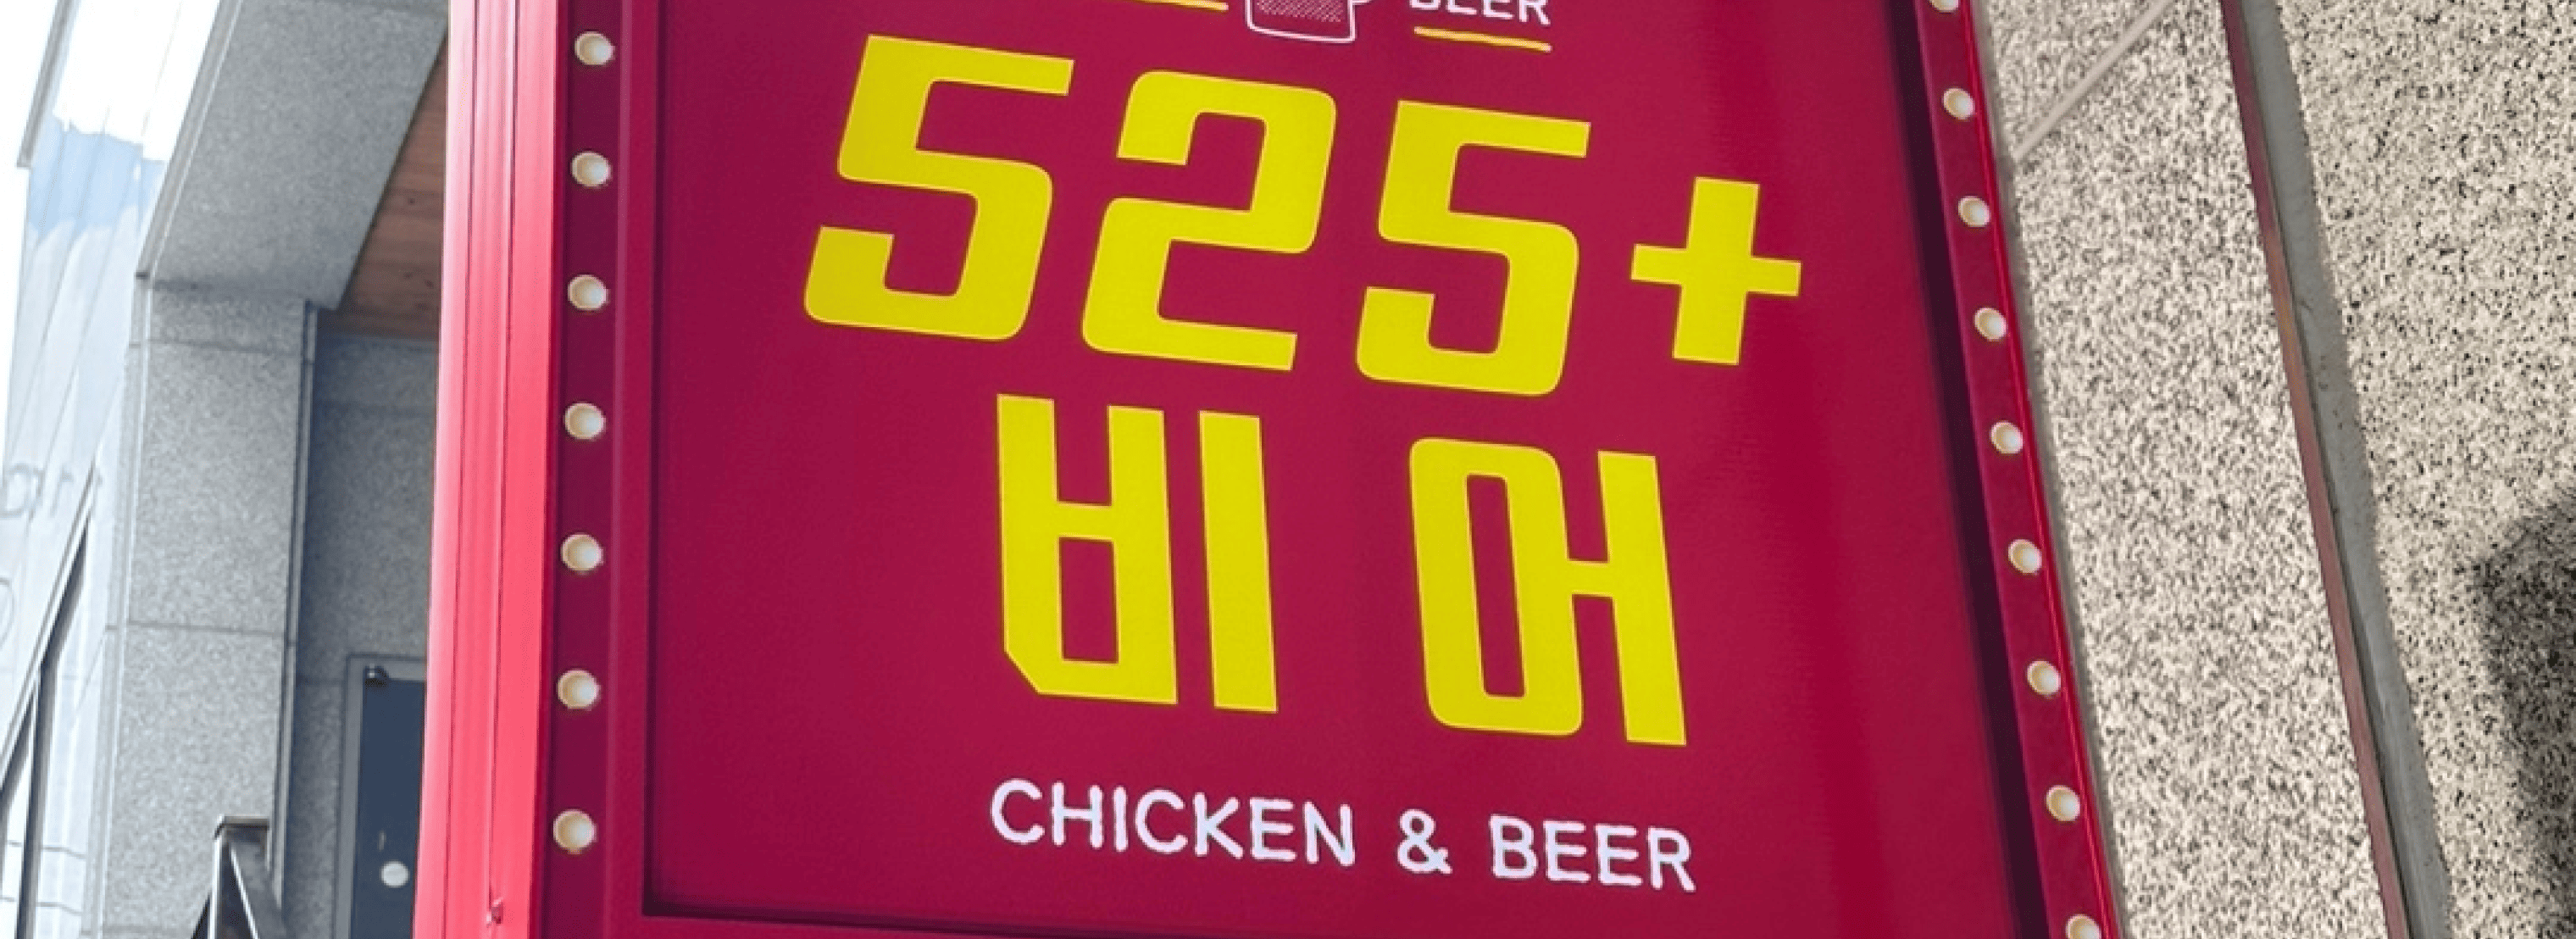 BEER
525+
비어
CHICKEN & BEER